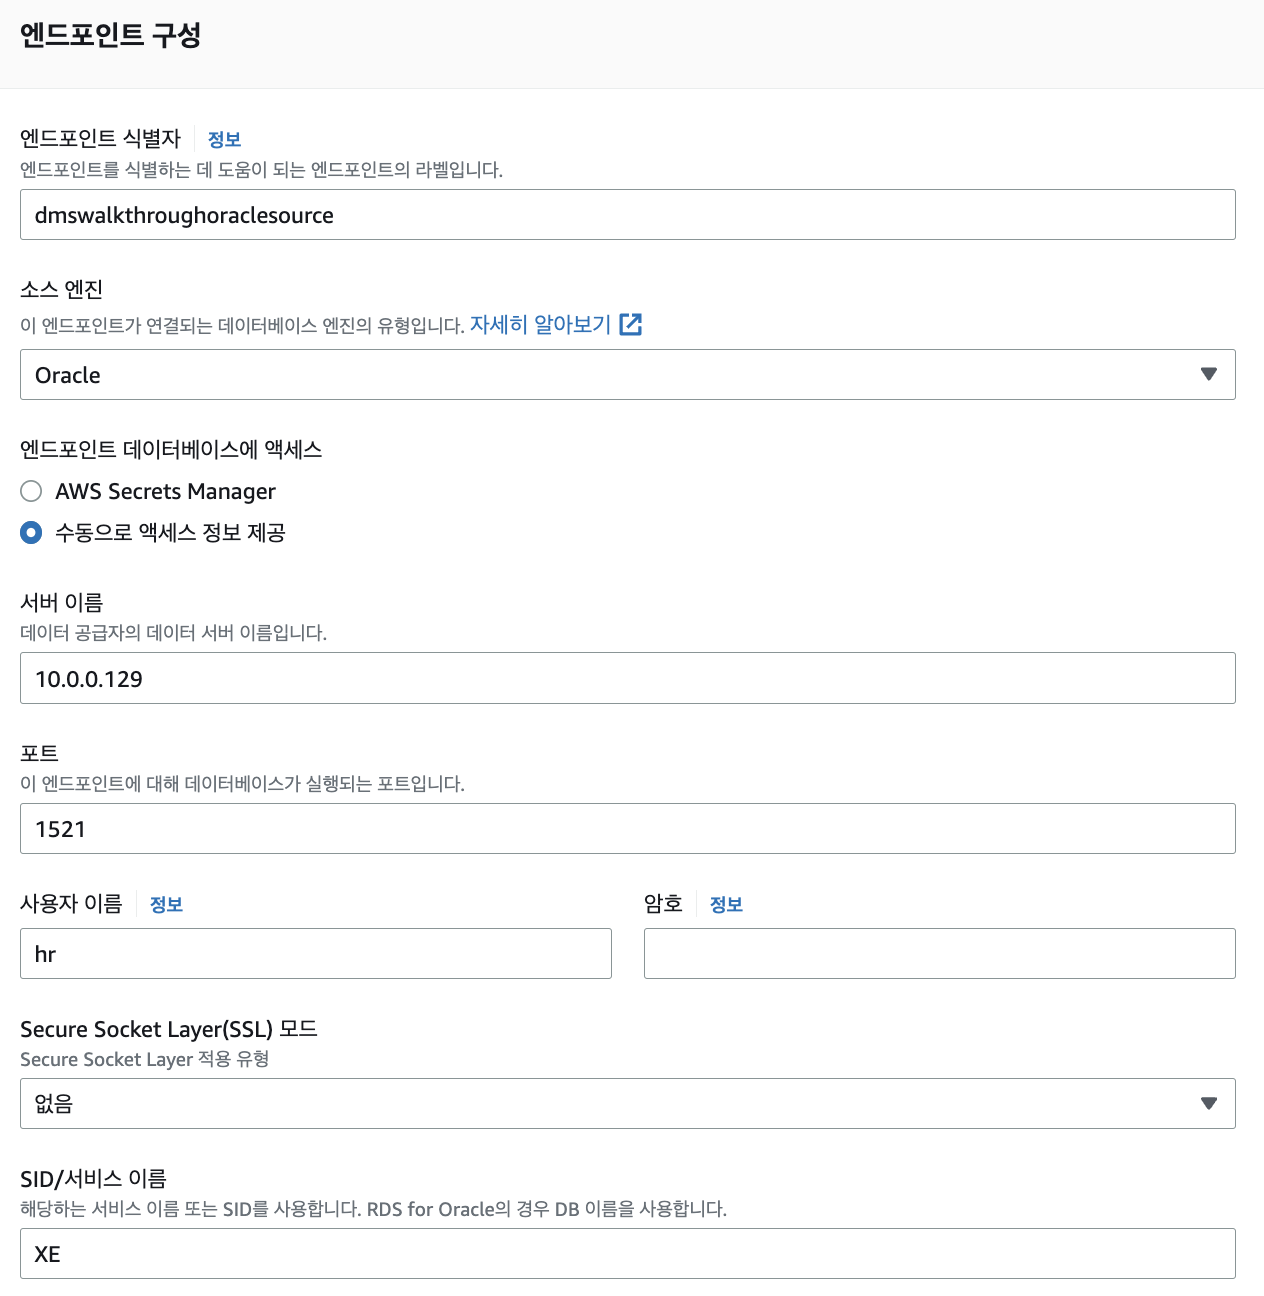 엔드포인트 구성
엔드포인트 식별자 정보
엔드포인트를 식별하는 데 도움이 되는 엔드포인트의 라벨입니다.
dmswalkthroughoraclesource
소스 엔진
이 엔드포인트가 연결되는 데이터베이스 엔진의 유형입니다. 자세히 알아보기
Oracle
엔드포인트 데이터베이스에 액세스
AWS Secrets Manager
수동으로 액세스 정보 제공
서버 이름
데이터 공급자의 데이터 서버 이름입니다.
10.0.0.129
포트
이 엔드포인트에 대해 데이터베이스가 실행되는 포트입니다.
1521
사용자 이름 정보 암호 정보
hr
Secure Socket Layer(SSL) 모드
Secure Socket Layer 적용 유형
없음
SID/서비스 이름
해당하는 서비스 이름 또는 SID를 사용합니다. RDS for Oracle의 경우 DB 이름을 사용합니다.
XE